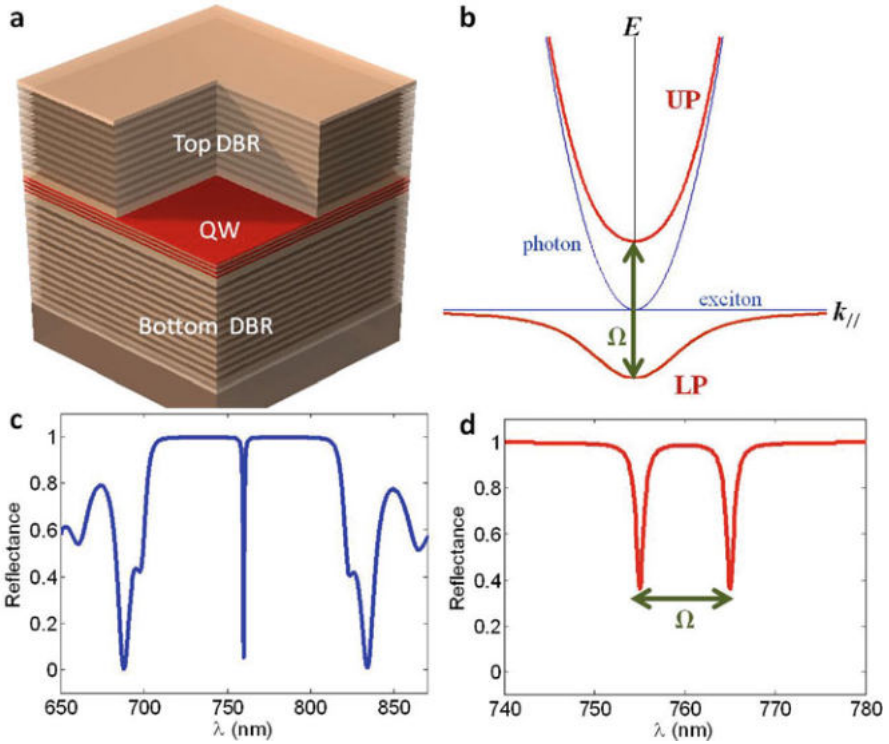 a
Top DBR
QW
Bottom DBR
b
E
UP
photon
exciton
k//
Ω
LP
c
Reflectance
1
0.8
0.6
0.4
0.2
0
650 700 750 800 850
λ (nm)
d
Reflectance
1
0.8
0.6
0.4
0.2
0
Ω
740 750 760 770 780
λ (nm)